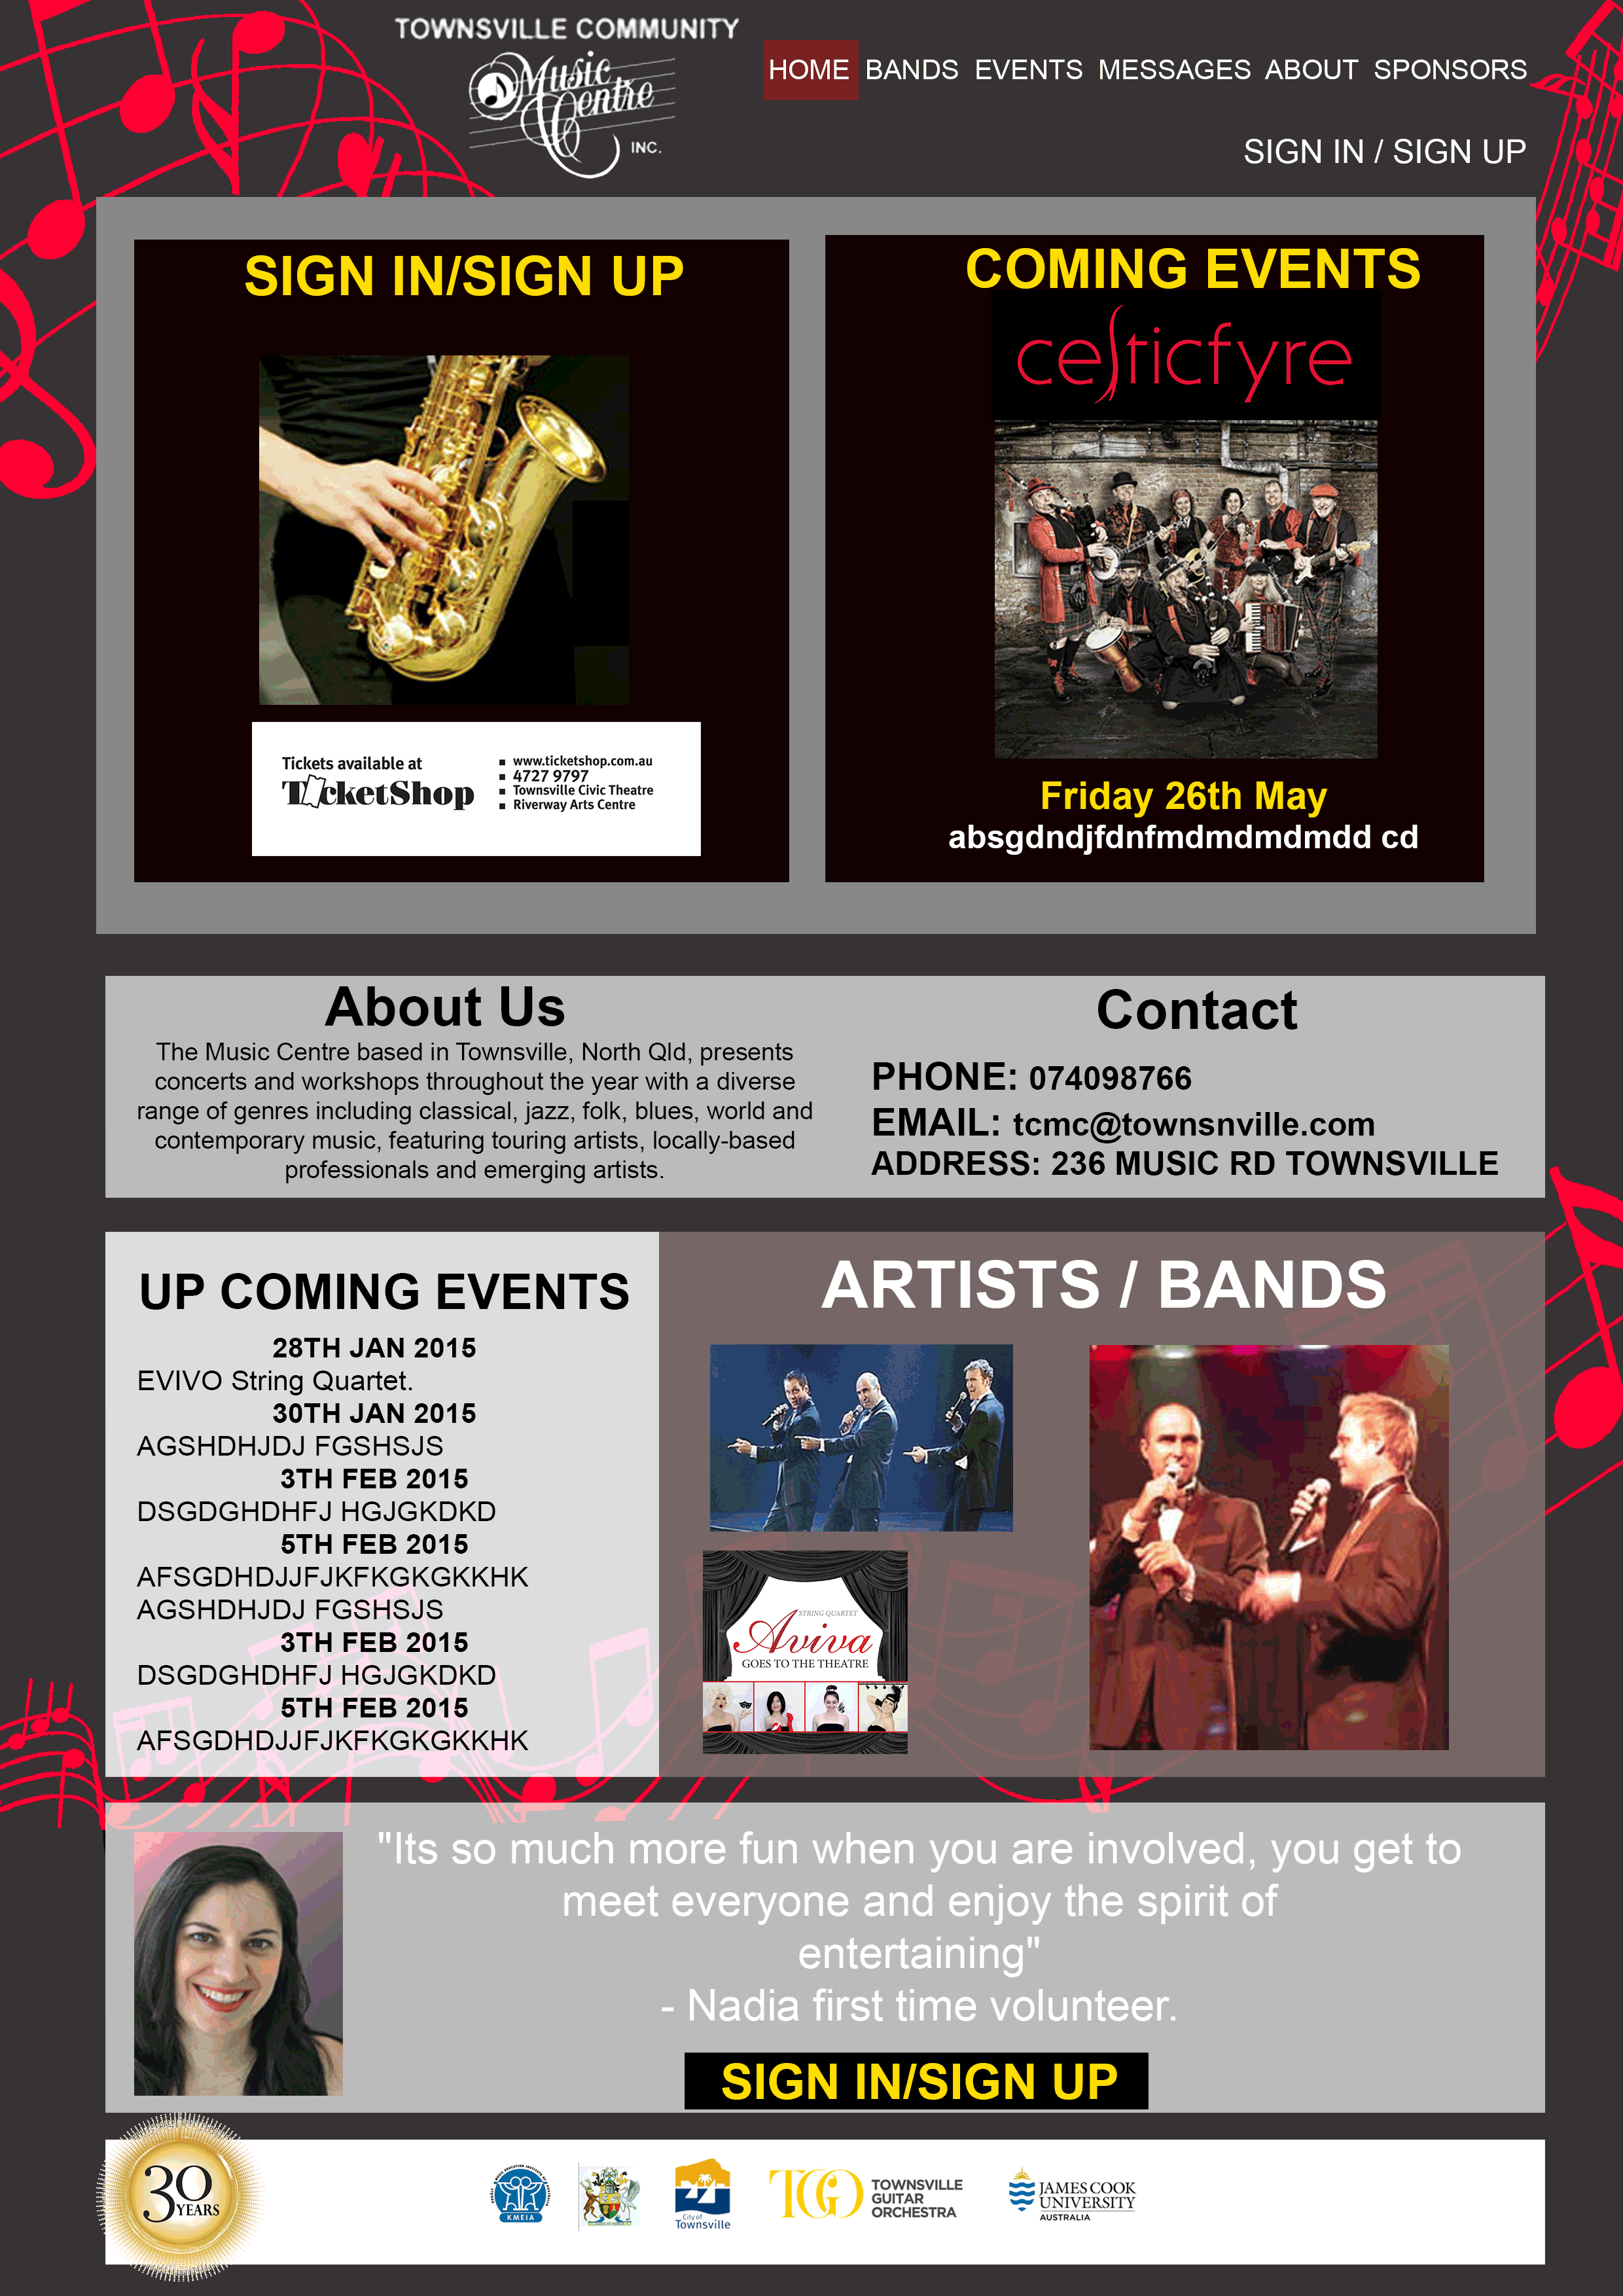 TOWNSVILLE COMMUNITY
Music
Centre
INC.
HOME BANDS EVENTS MESSAGES ABOUT SPONSORS
SIGN IN / SIGN UP
SIGN IN/SIGN UP
Tickets available at
TicketShop
www.ticketshop.com.au
4727 9797
Townsville Civic Theatre
Riverway Arts Centre
COMING EVENTS
celticfyre
Friday 26th May
absgdndjfdnfmdmdmdmdd cd
About Us
The Music Centre based in Townsville, North Qld, presents
concerts and workshops throughout the year with a diverse
range of genres including classical, jazz, folk, blues, world and
contemporary music, featuring touring artists, locally-based
professionals and emerging artists.
Contact
PHONE: 074098766
EMAIL: tcmc@townsnville.com
ADDRESS: 236 MUSIC RD TOWNSVILLE
UP COMING EVENTS
28TH JAN 2015
EVIVO String Quartet.
30TH JAN 2015
AGSHDHJDJ FGSHSJS
3TH FEB 2015
DSGDGHDHFJ HGJGKDKD
5TH FEB 2015
AFSGDHDJJFJKFKGKGKKHK
AGSHDHJDJ FGSHSJS
3TH FEB 2015
DSGDGHDHFJ HGJGKDKD
5TH FEB 2015
AFSGDHDJJFJKFKGKGKKHK
ARTISTS / BANDS
STRING QUARTET
Aviva
GOES TO THE THEATRE
"Its so much more fun when you are involved, you get to
meet everyone and enjoy the spirit of
entertaining"
- Nadia first time volunteer.
SIGN IN/SIGN UP
30
YEARS
KMEIA
City of
Townsville
TGO
TOWNSVILLE
GUITAR
ORCHESTRA
JAMES COOK
UNIVERSITY
AUSTRALIA